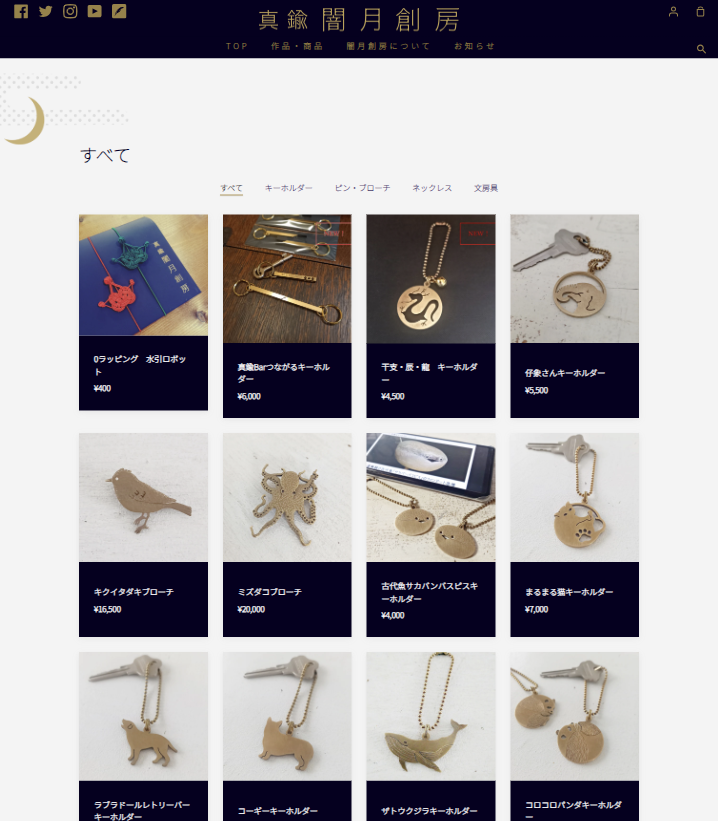 真鍮闇月創房
TOP 作品・商品 闇月創房について お知らせ
すべて
すべて キーホルダー ピン・ブローチ ネックレス 文房具
真鍮
闇月創房
NEW!
0ラッピング 水引ロボッ
ト
¥400
真鍮Barつながるキーホル
ダー
¥6,000
干支・辰・龍 キーホルダ
ー
¥4,500
仔象さんキーホルダー
¥5,500
キクイタダキブローチ
¥16,500
ミズダコブローチ
¥20,000
古代魚サカバンバスピスキ
ーホルダー
¥4,000
まるまる猫キーホルダー
¥7,000
ラブラドールレトリーバー
キーホルダー
コーギーキーホルダー
ザトウクジラキーホルダー
コロコロパンダキーホルダ
ー